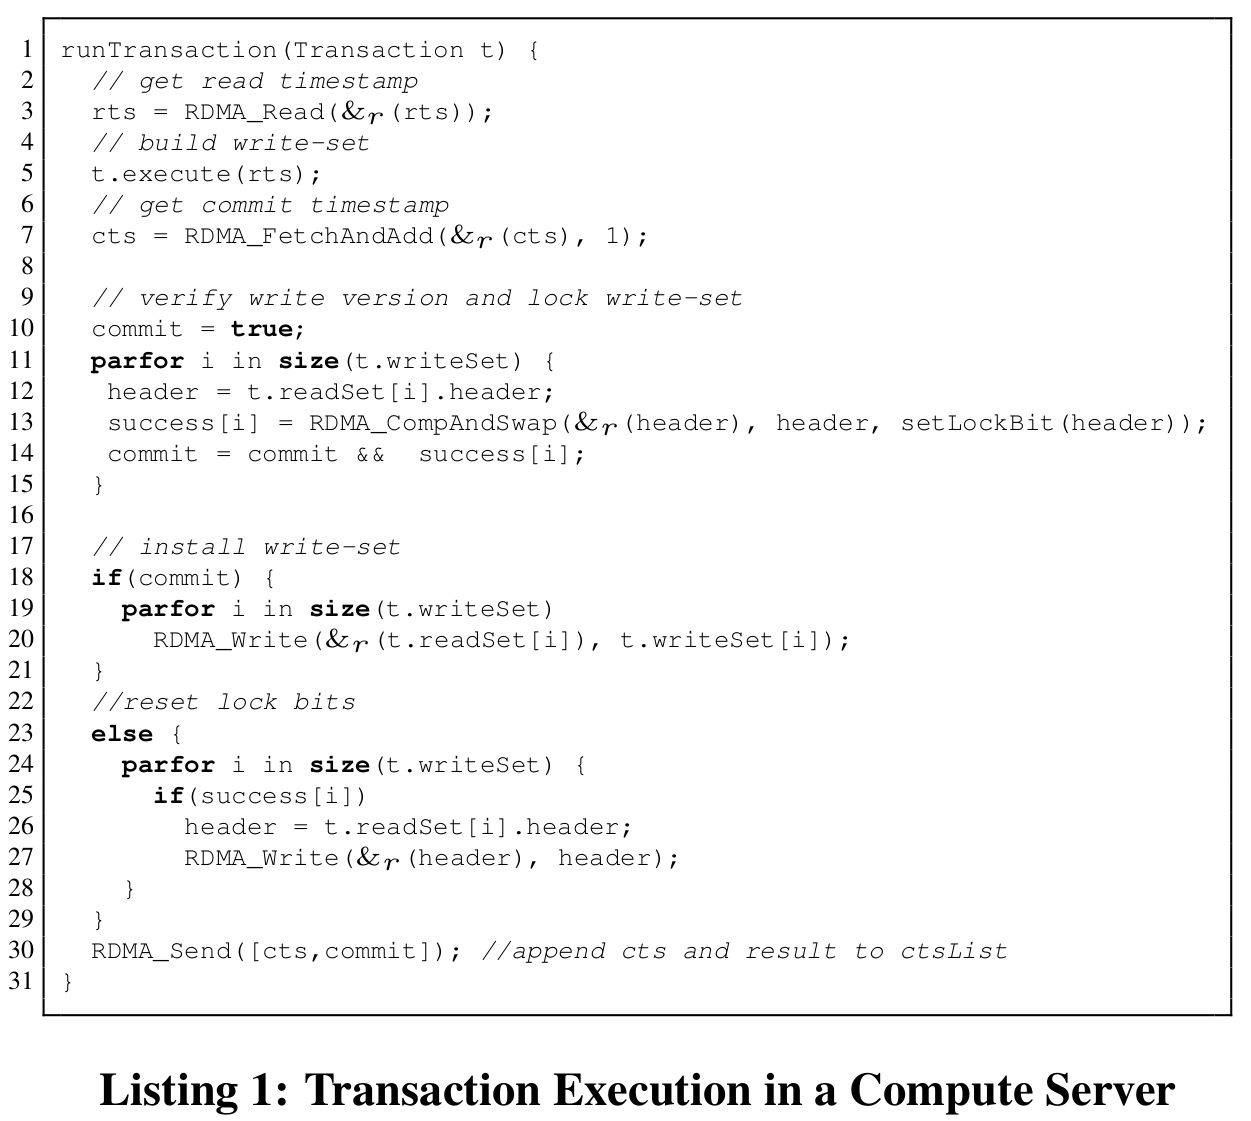 1 runTransaction(Transaction t) {
2 // get read timestamp
3 rts = RDMA_Read(&r(rts));
4 // build write-set
5 t.execute(rts);
6 // get commit timestamp
7 cts = RDMA_FetchAndAdd(&r(cts), 1);
8
9 // verify write version and lock write-set
10 commit = true;
11 parfor i in size(t.writeSet) {
12 header = t.readSet[i].header;
13 success[i] = RDMA_CompAndSwap(&r(header), header, setLockBit(header));
14 commit = commit && success[i];
15 }
16
17 // install write-set
18 if(commit) {
19 parfor i in size(t.writeSet)
20 RDMA_Write(&r(t.readSet[i]), t.writeSet[i]);
21 }
22 //reset lock bits
23 else {
24 parfor i in size(t.writeSet) {
25 if(success[i])
26 header = t.readSet[i].header;
27 RDMA_Write(&r(header), header);
28 }
29 }
30 RDMA_Send([cts,commit]); //append cts and result to ctsList
31 }
Listing 1: Transaction Execution in a Compute Server